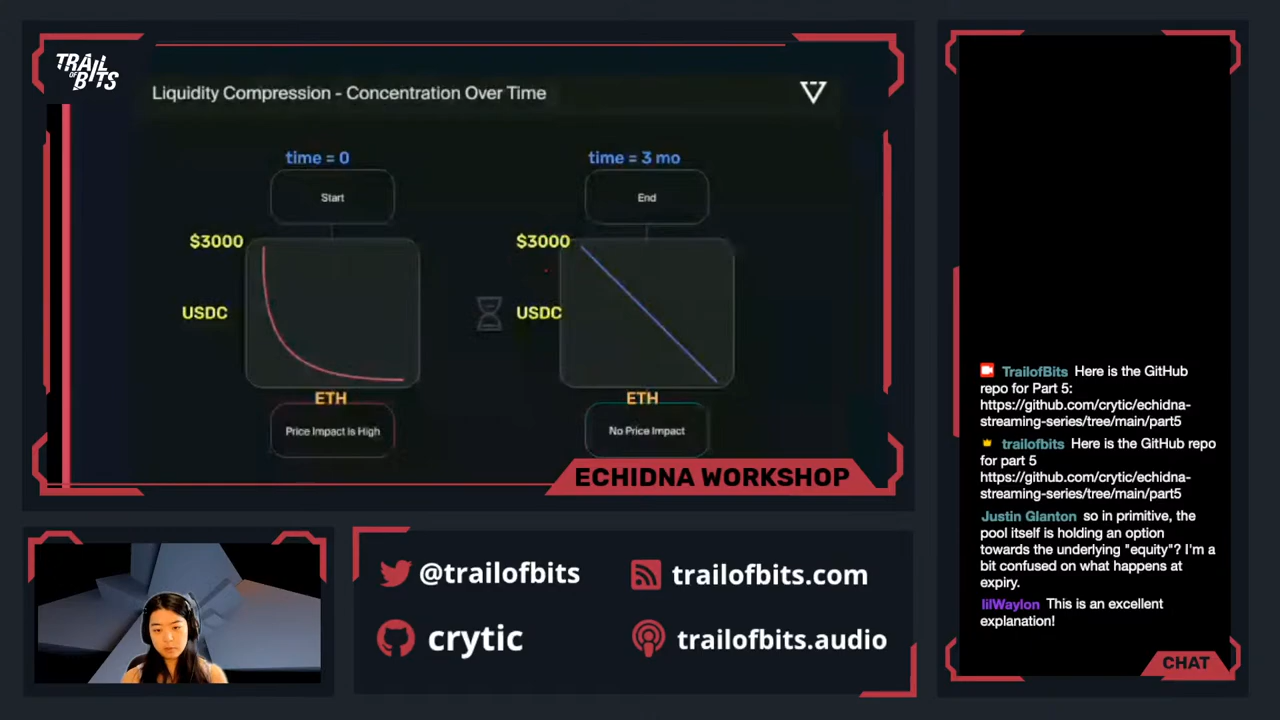 TRAIL
OF
BITS
Liquidity Compression - Concentration Over Time
time = 0
Start
$3000
USDC
ETH
Price Impact is High
time = 3 mo
End
$3000
USDC
ETH
No Price Impact
ECHIDNA WORKSHOP
@trailofbits
trailofbits.com
crytic
trailofbits.audio
TrailofBits Here is the GitHub
repo for Part 5:
https://github.com/crytic/echidna-
streaming-series/tree/main/part5
trailofbits Here is the GitHub repo
for part 5
https://github.com/crytic/echidna-
streaming-series/tree/main/part5
Justin Glanton so in primitive, the
pool itself is holding an option
towards the underlying "equity"? I'm a
bit confused on what happens at
expiry.
lilWaylon This is an excellent
explanation!
CHAT